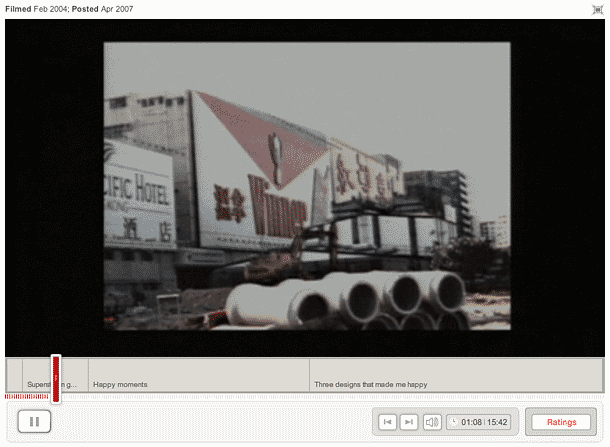 Filmed Feb 2004; Posted Apr 2007
CIFIC HOTEL
KONG
酒 店
Superst n g...
Happy moments
Three designs that made me happy
01:08 | 15:42
Ratings